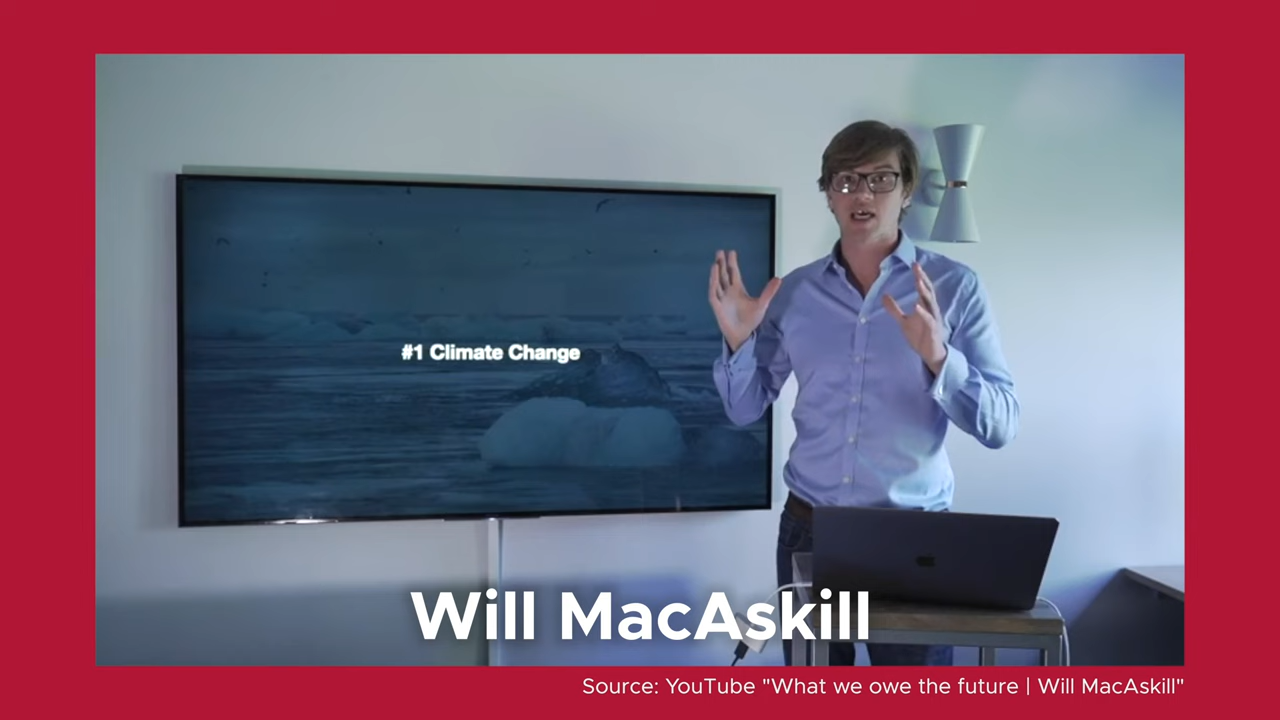 #1 Climate Change
Will MacAskill
Source: YouTube "What we owe the future | Will MacAskill"